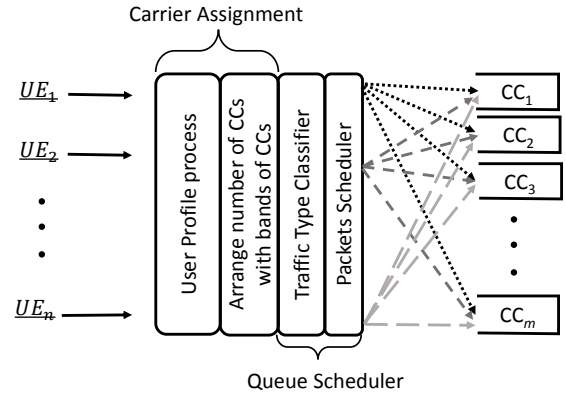 Carrier Assignment
UE1
UE2
UEn
User Profile process
Arrange number of CCs
with bands of CCs
Traffic Type Classifier
Packets Scheduler
CC1
CC2
CC3
CCm
Queue Scheduler